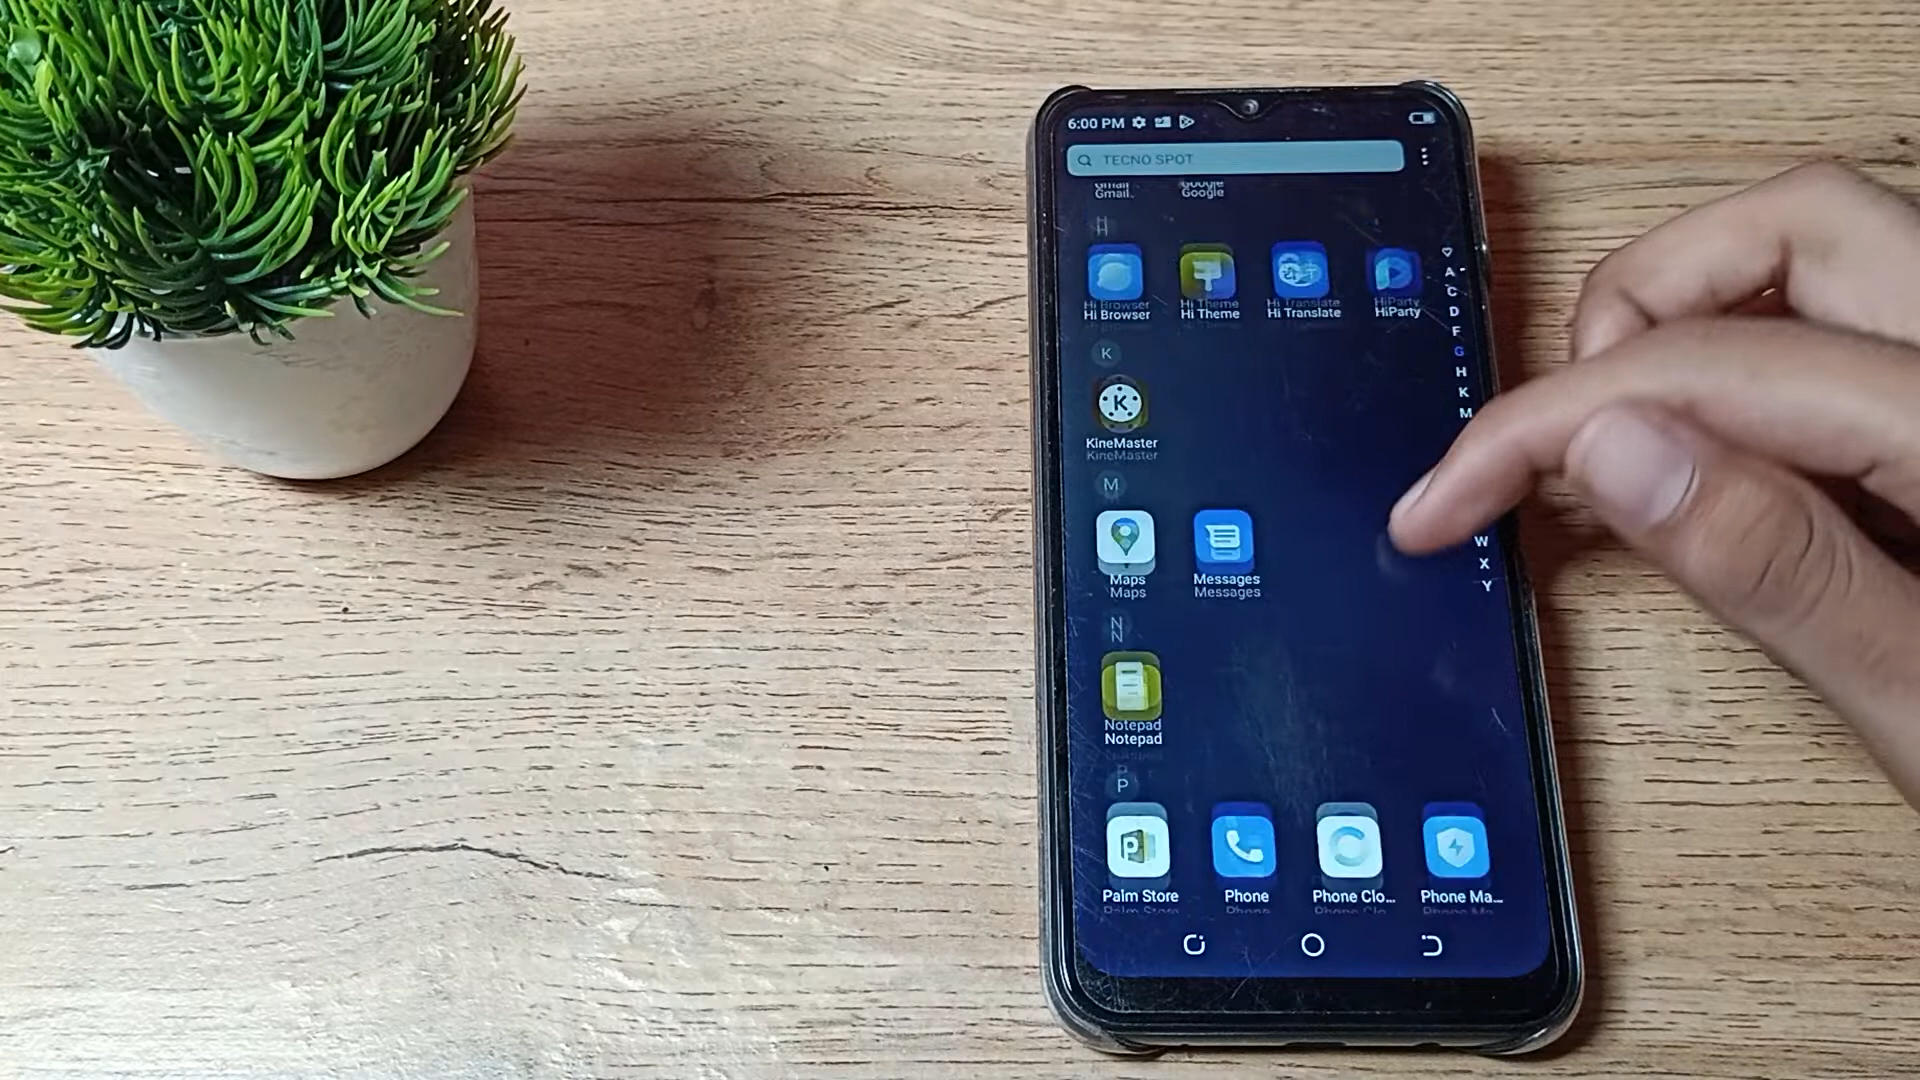 6:00 PM
TECNO SPOT
Gmail Google
H
Hi Browser Hi Theme Hi Translate HiParty
K
K
KineMaster
M
Maps Messages
N
Notepad
P
P
Palm Store Phone Phone Clo... Phone Ma...
A
C
D
F
G
H
K
M
W
X
Y